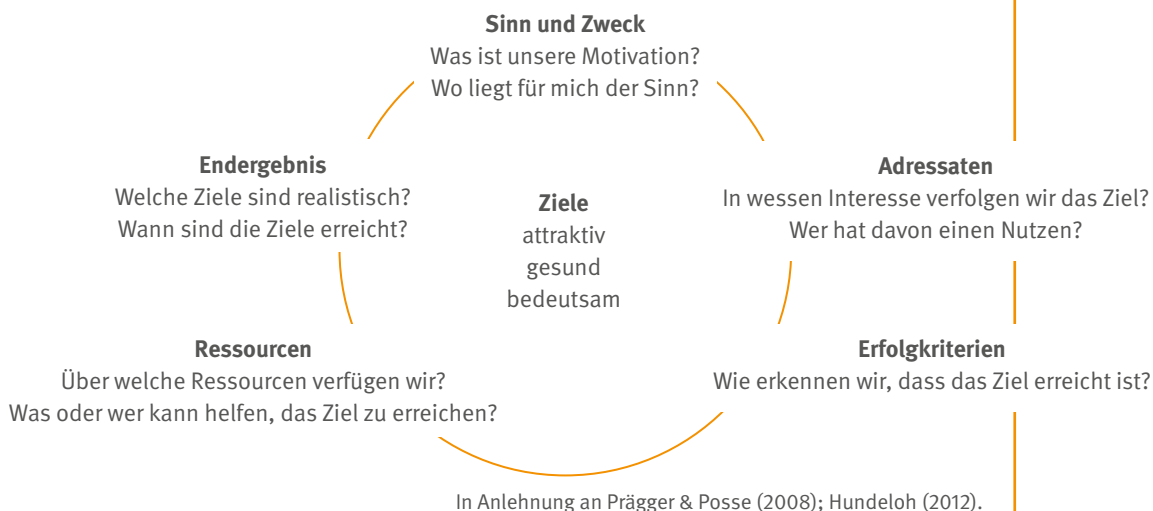 Sinn und Zweck
Was ist unsere Motivation?
Wo liegt für mich der Sinn?
Endergebnis
Welche Ziele sind realistisch?
Wann sind die Ziele erreicht?
Ziele
attraktiv
gesund
bedeutsam
Adressaten
In wessen Interesse verfolgen wir das Ziel?
Wer hat davon einen Nutzen?
Ressourcen
Über welche Ressourcen verfügen wir?
Was oder wer kann helfen, das Ziel zu erreichen?
Erfolgkriterien
Wie erkennen wir, dass das Ziel erreicht ist?
In Anlehnung an Prägger & Posse (2008); Hundeloh (2012).